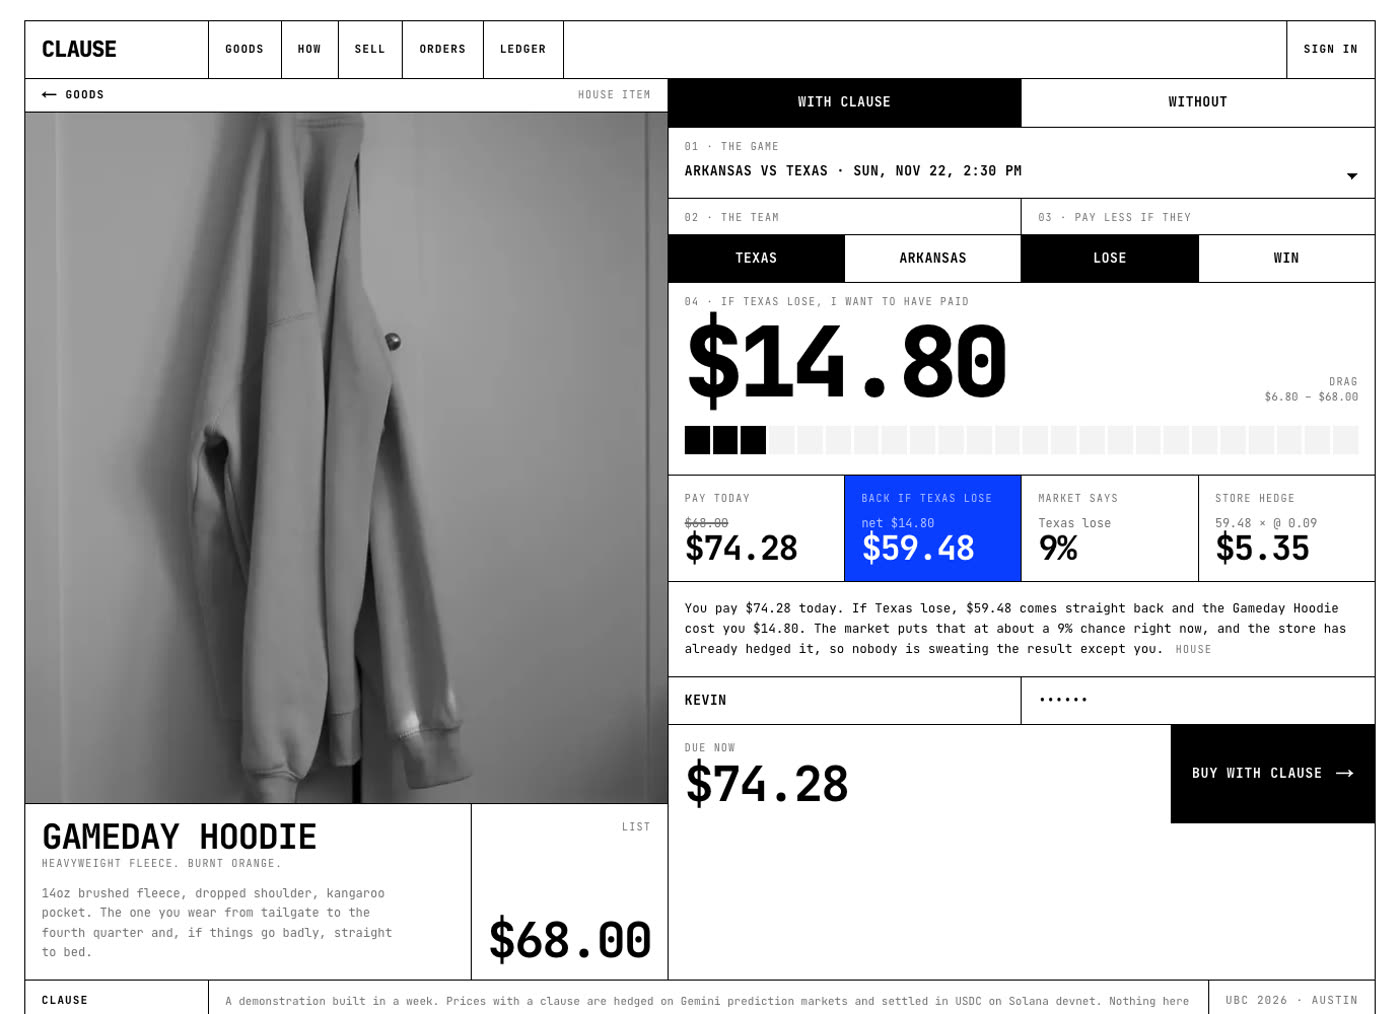 CLAUSE
GOODS
HOW
SELL
ORDERS
LEDGER
SIGN IN
← GOODS
HOUSE ITEM
GAMEDAY HOODIE
HEAVYWEIGHT FLEECE. BURNT ORANGE.
14oz brushed fleece, dropped shoulder, kangaroo
pocket. The one you wear from tailgate to the
fourth quarter and, if things go badly, straight
to bed.
LIST
$68.00
WITH CLAUSE
WITHOUT
01 · THE GAME
ARKANSAS VS TEXAS · SUN, NOV 22, 2:30 PM
02 · THE TEAM
03 · PAY LESS IF THEY
TEXAS
ARKANSAS
LOSE
WIN
04 · IF TEXAS LOSE, I WANT TO HAVE PAID
$14.80
DRAG
$6.80 – $68.00
PAY TODAY
$68.00
$74.28
BACK IF TEXAS LOSE
net $14.80
$59.48
MARKET SAYS
Texas lose
9%
STORE HEDGE
59.48 × @ 0.09
$5.35
You pay $74.28 today. If Texas lose, $59.48 comes straight back and the Gameday Hoodie
cost you $14.80. The market puts that at about a 9% chance right now, and the store has
already hedged it, so nobody is sweating the result except you. HOUSE
KEVIN
••••••
DUE NOW
$74.28
BUY WITH CLAUSE →
CLAUSE
A demonstration built in a week. Prices with a clause are hedged on Gemini prediction markets and settled in USDC on Solana devnet. Nothing here
UBC 2026 · AUSTIN